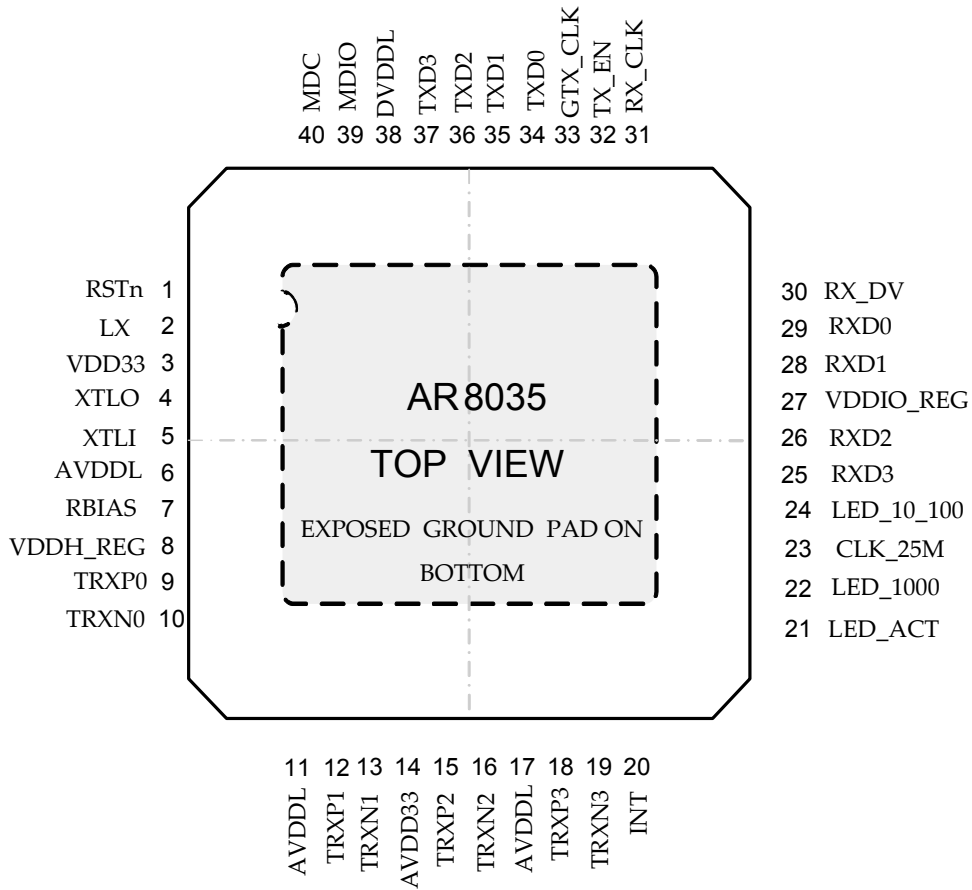 MDC
MDIO
DVDDL
TXD3
TXD2
TXD1
TXD0
GTX_CLK
TX_EN
RX_CLK
40 39 38 37 36 35 34 33 32 31
RSTn 1
LX 2
VDD33 3
XTLO 4
XTLI 5
AVDDL 6
RBIAS 7
VDDH_REG 8
TRXP0 9
TRXN0 10
AR8035
TOP VIEW
EXPOSED GROUND PAD ON
BOTTOM
30 RX_DV
29 RXD0
28 RXD1
27 VDDIO_REG
26 RXD2
25 RXD3
24 LED_10_100
23 CLK_25M
22 LED_1000
21 LED_ACT
11 12 13 14 15 16 17 18 19 20
AVDDL
TRXP1
TRXN1
AVDD33
TRXP2
TRXN2
AVDDL
TRXP3
TRXN3
INT